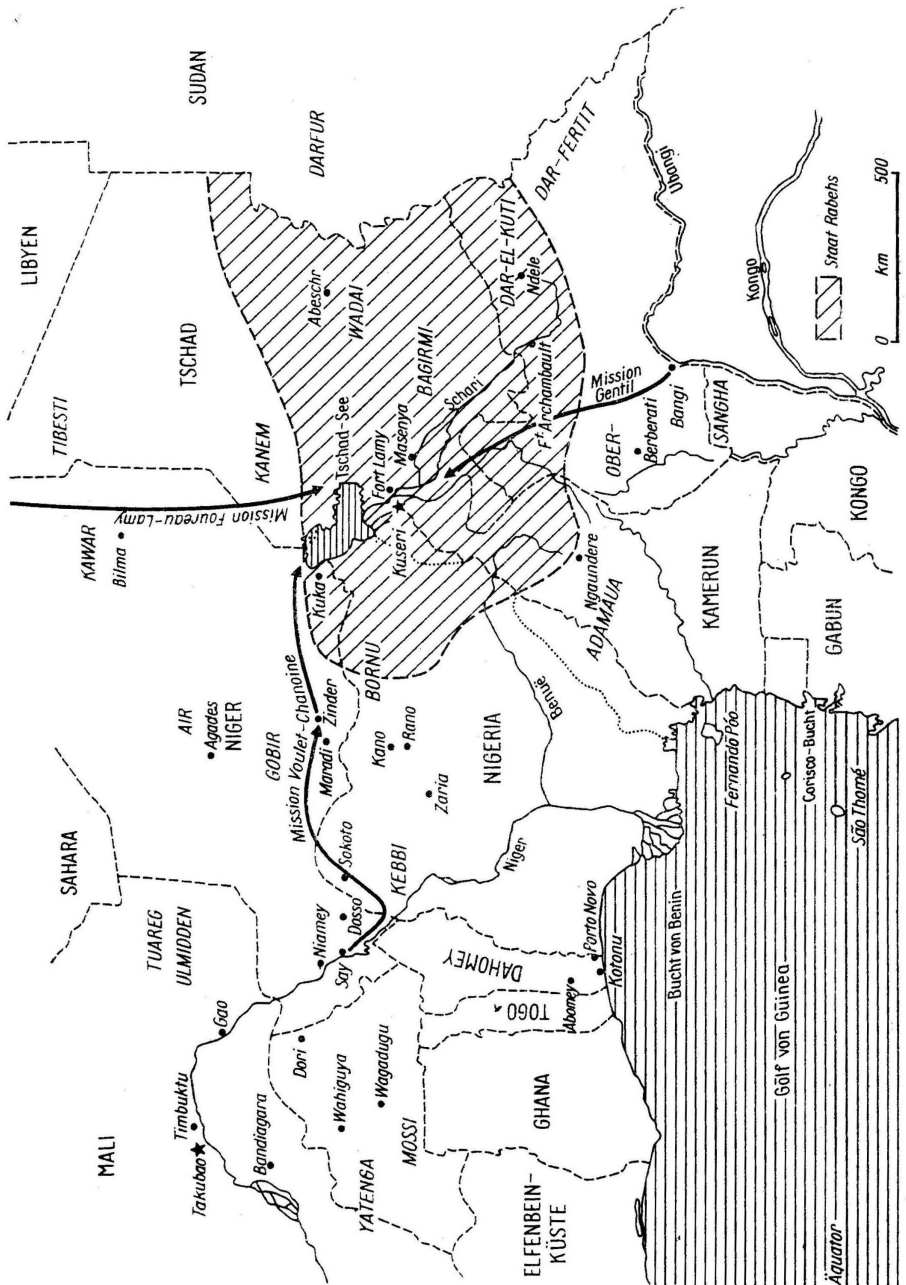 LIBYEN
SUDAN
SAHARA
MALI
TUAREG
ULMIDDEN
KAWAR
Bilma
TIBESTI
TSCHAD
DARFUR
Takubao
Timbuktu
Gao
AIR
Agades
NIGER
Mission Foureau-Lamy
KANEM
Abeschr
WADAI
Bandiagara
Dori
Niamey
Say
Dosso
Sokoto
GOBIR
Mission Voulet-Chanoine
Maradi
Zinder
Kuka
Tschad-See
BORNU
YATENGA
Wahiguya
Wagadugu
MOSSI
KEBBI
Kano
Rano
Zaria
Kuseri
Fort Lamy
Masenya
BAGIRMI
Schari
DAR-EL-KUTI
Ndele
DAR-FERTIT
ELFENBEIN-
KÜSTE
GHANA
TOGO
DAHOMEY
Niger
NIGERIA
Benuë
Ft. Archambault
Mission
Gentil
Abomey
Porto Novo
Kotonu
ADAMAUA
Ngaundere
OBER-
Berberati
Bangi
Ubangi
SANGHA
Bucht von Benin
KAMERUN
Fernando Póo
Golf von Guinea
Corisco-Bucht
São Thomé
GABUN
KONGO
Kongo
Äquator
Staat Rabehs
0 km 500